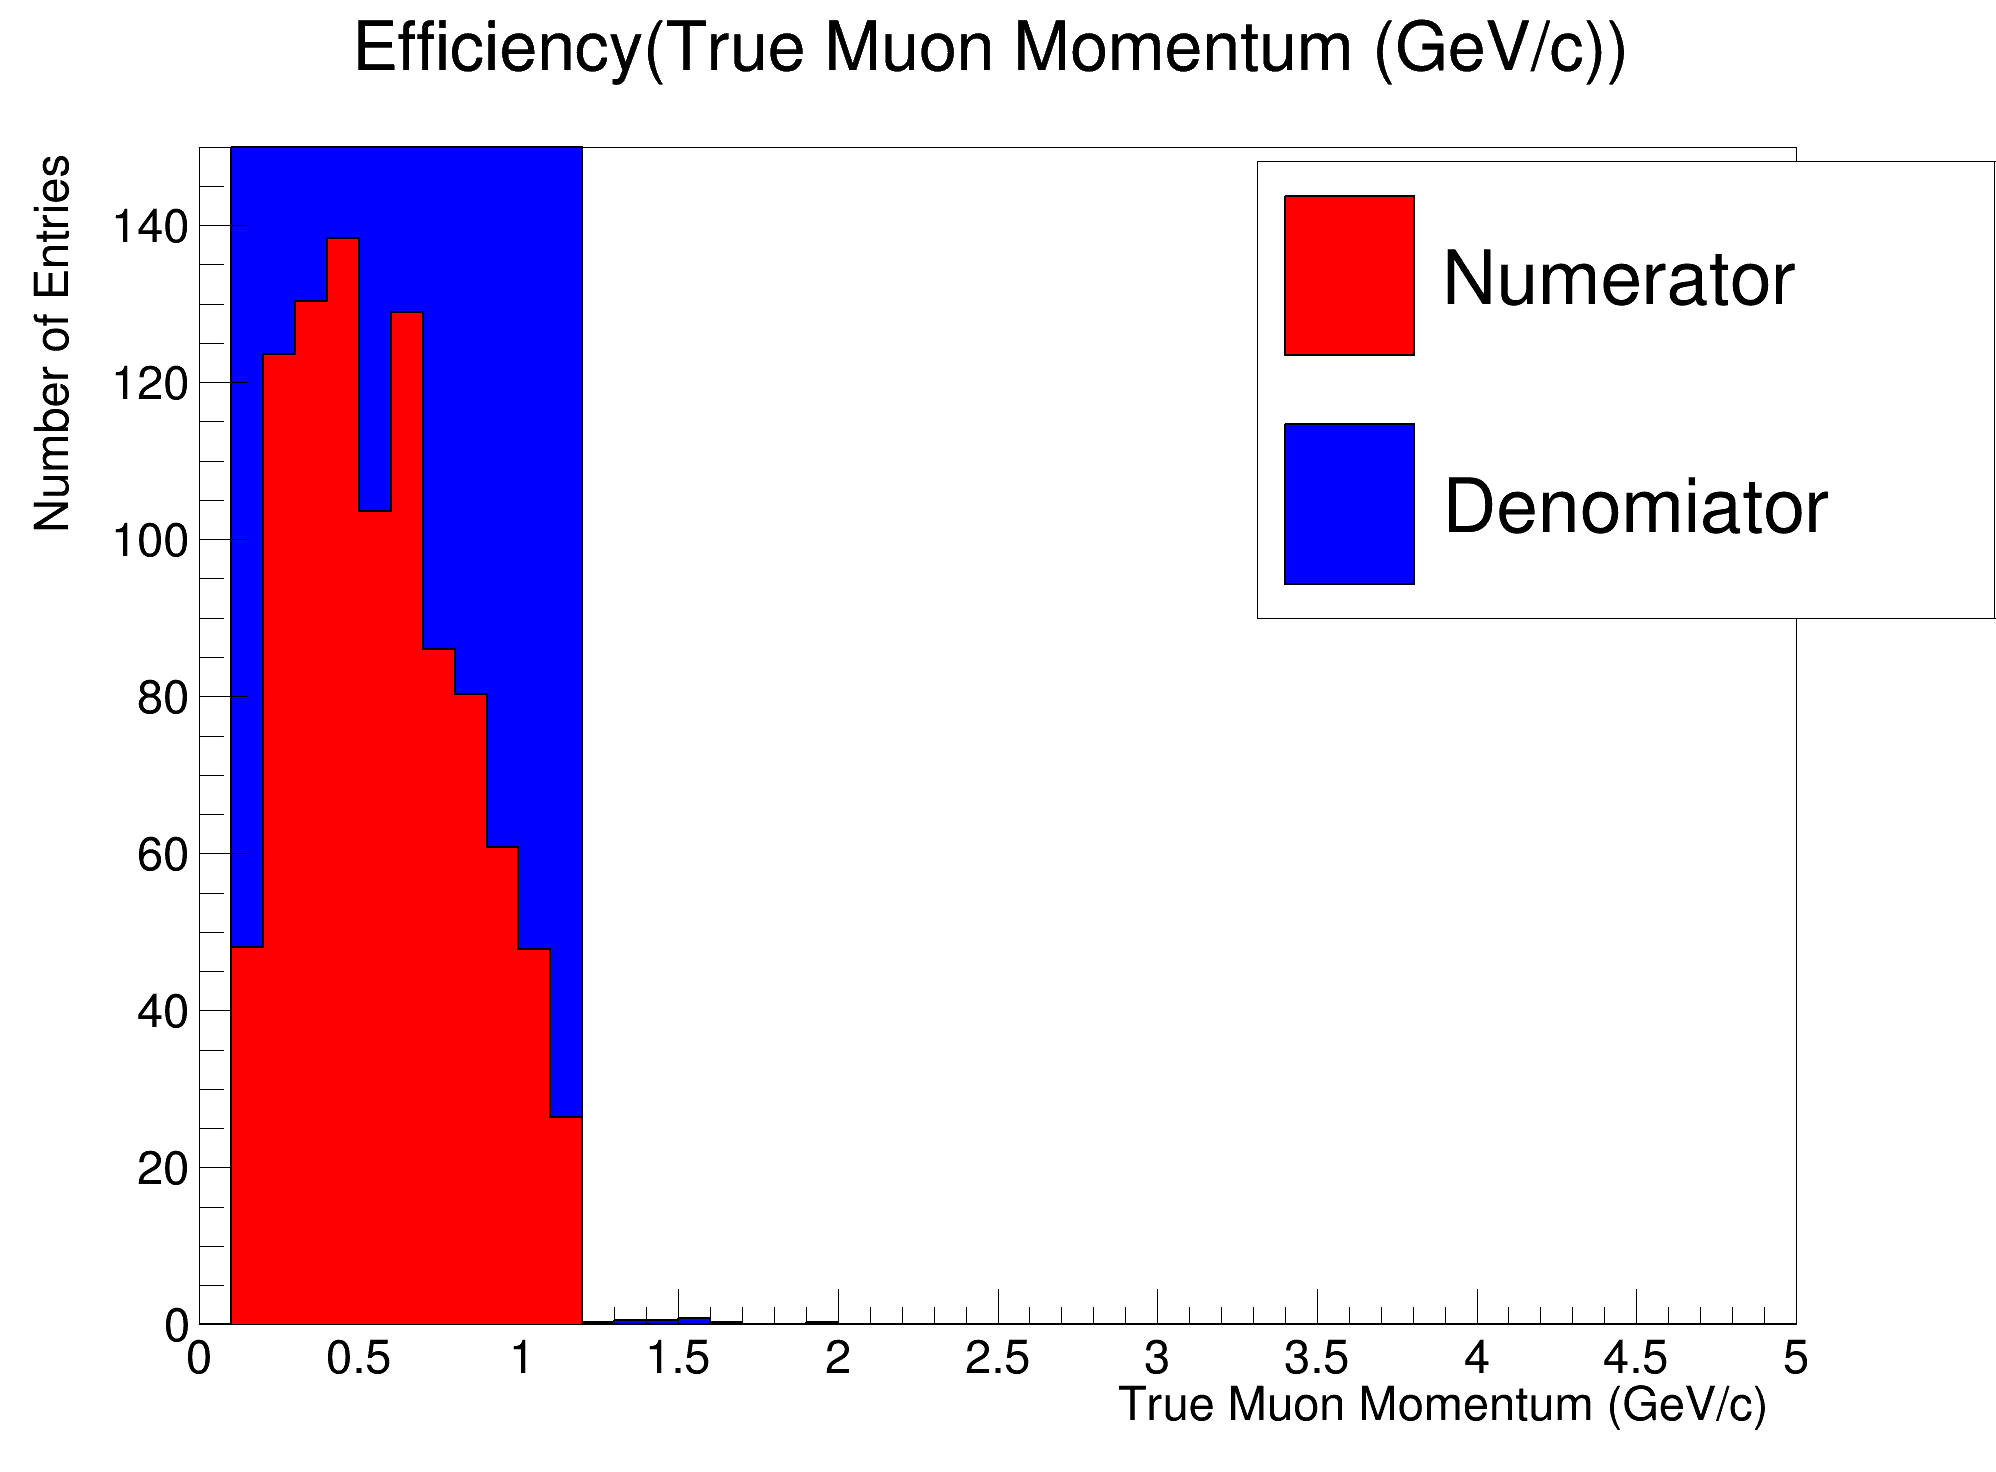 Efficiency(True Muon Momentum (GeV/c))
Number of Entries
140
120
100
80
60
40
20
0
0 0.5 1 1.5 2 2.5 3 3.5 4 4.5 5
True Muon Momentum (GeV/c)
Numerator
Denomiator